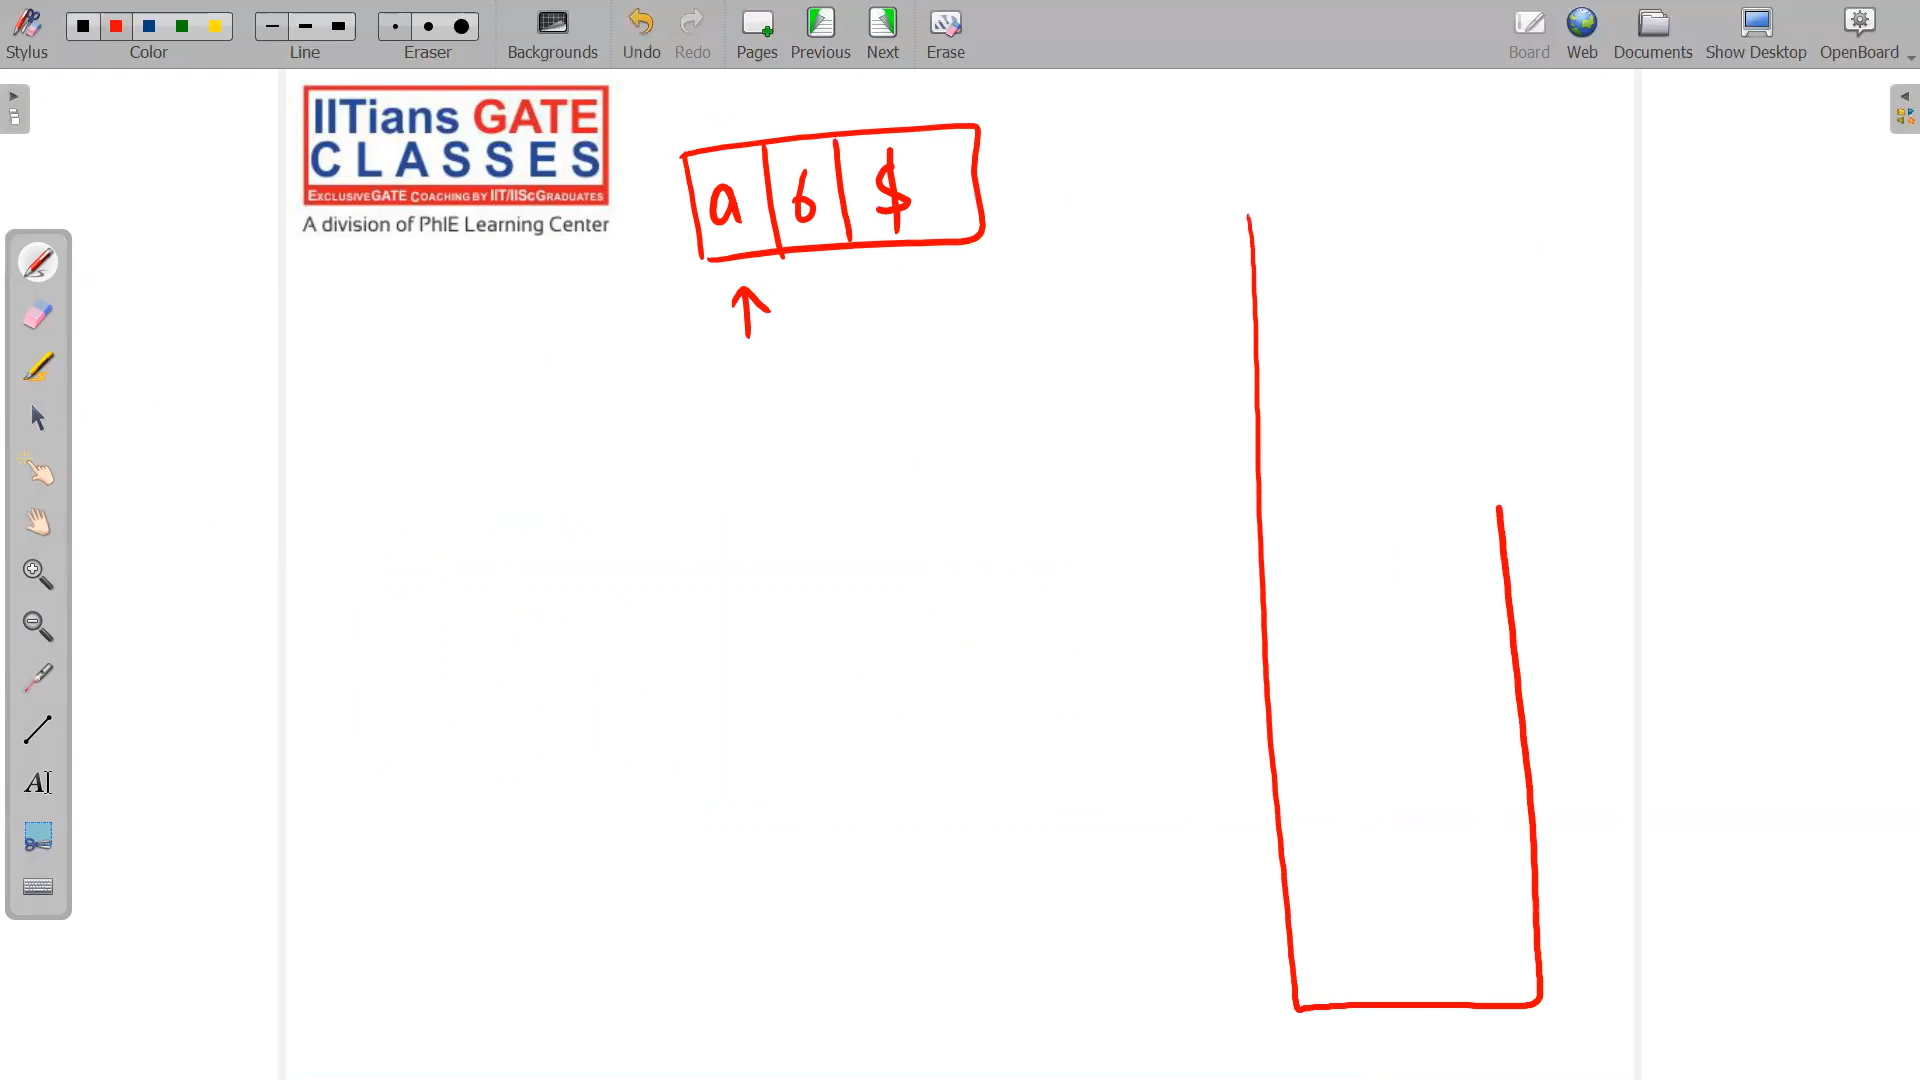 Stylus Color Line Eraser Backgrounds Undo Redo Pages Previous Next Erase Board Web Documents Show Desktop OpenBoard
IITians GATE
CLASSES
EXCLUSIVE GATE COACHING BY IIT/IISc GRADUATES
A division of PhIE Learning Center
a b $